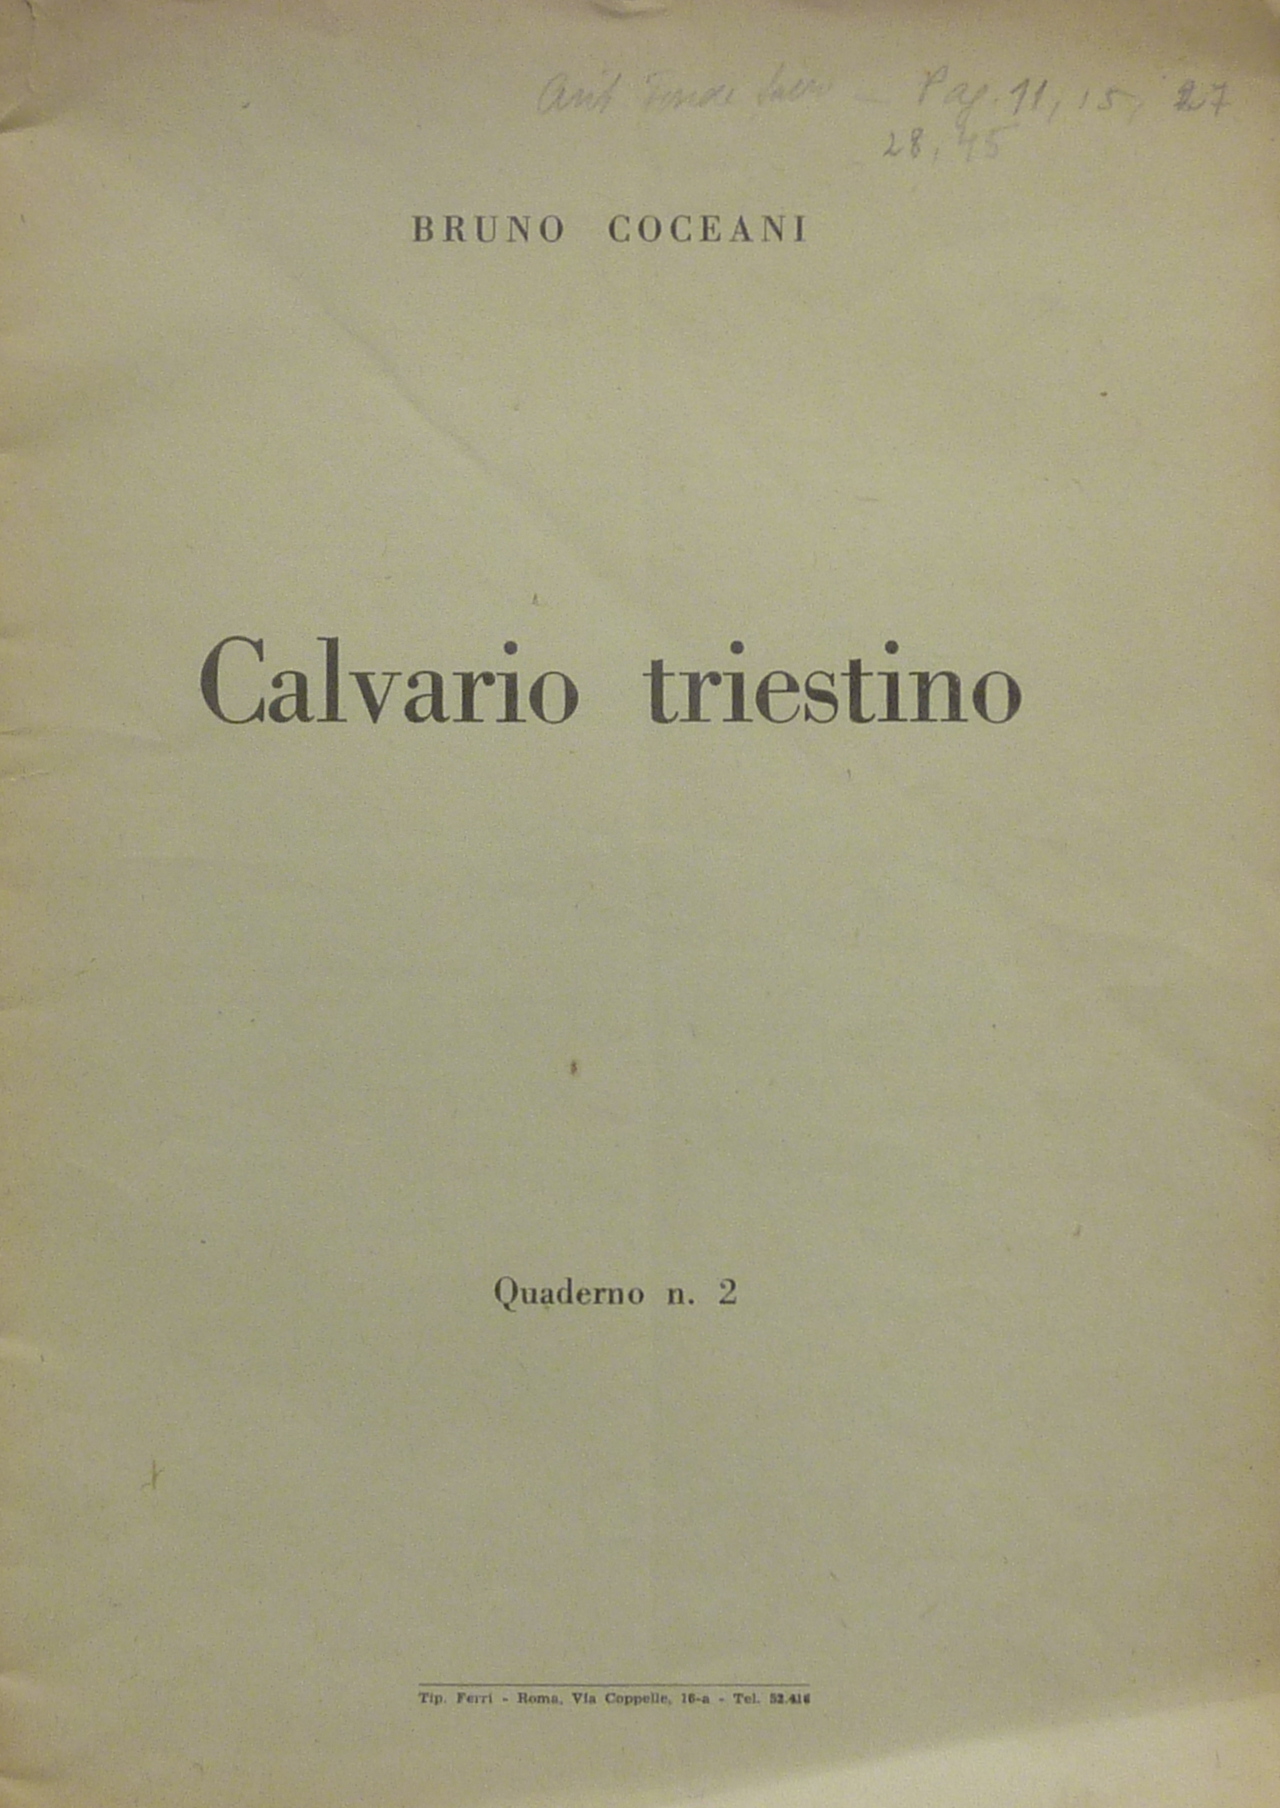 Pag. 11, 15, 27
28, 45
BRUNO COCEANI
Calvario triestino
Quaderno n. 2
Tip. Ferri - Roma, Via Coppelle, 16-a - Tel. 52.416